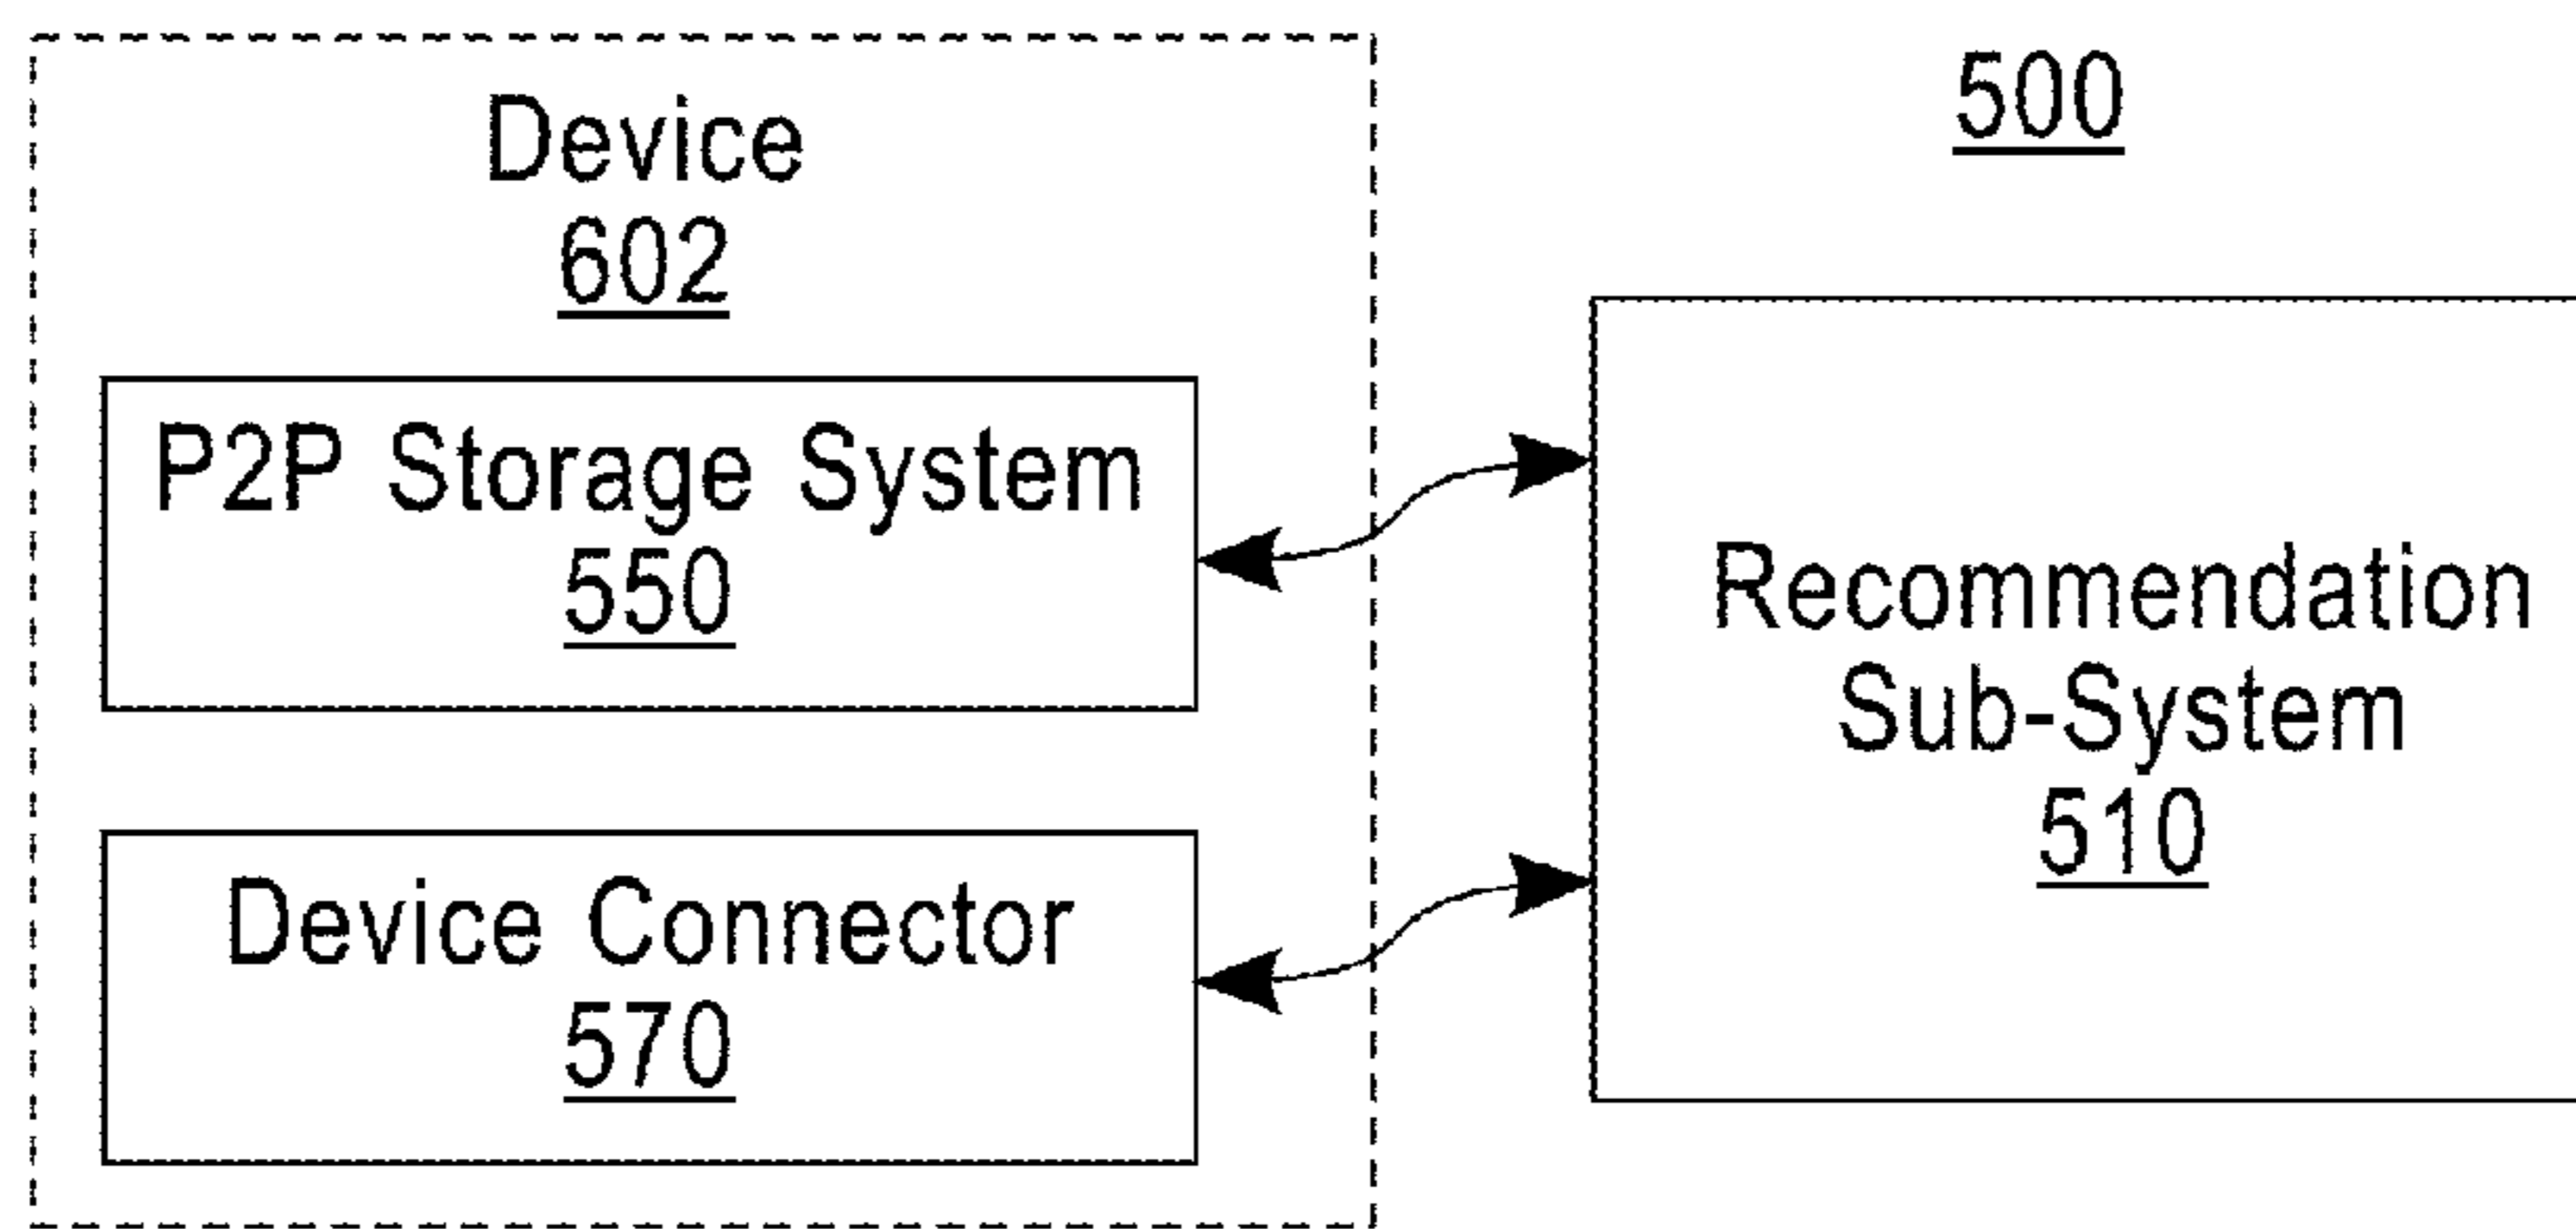 Device
602
500
P2P Storage System
550
Device Connector
570
Recommendation
Sub-System
510